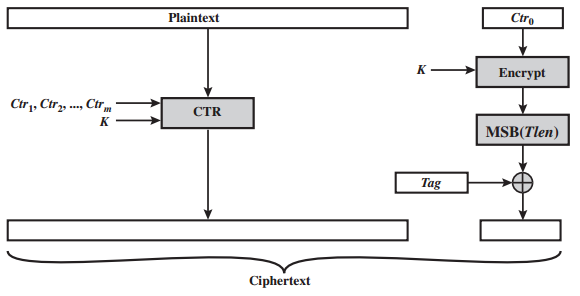 Plaintext
Ctr₀
K
Encrypt
Ctr₁, Ctr₂, ..., Ctrₘ
K
CTR
MSB(Tlen)
Tag
Ciphertext